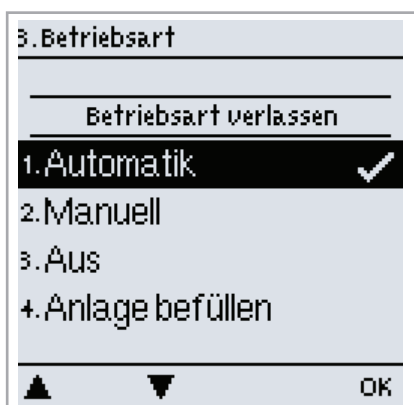 3.Betriebsart
Betriebsart verlassen
1.Automatik
2.Manuell
3.Aus
4.Anlage befüllen
OK